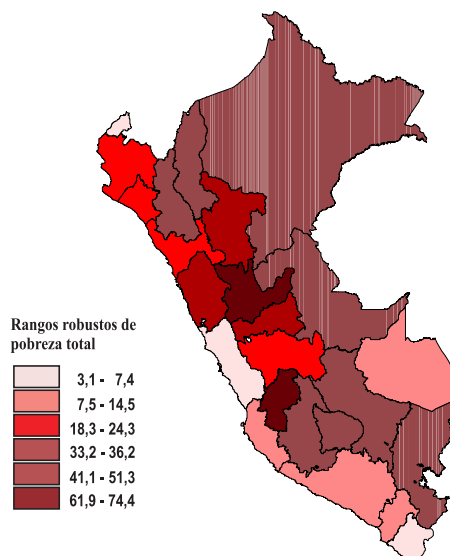 Rangos robustos de
pobreza total
3,1 - 7,4
7,5 - 14,5
18,3 - 24,3
33,2 - 36,2
41,1 - 51,3
61,9 - 74,4